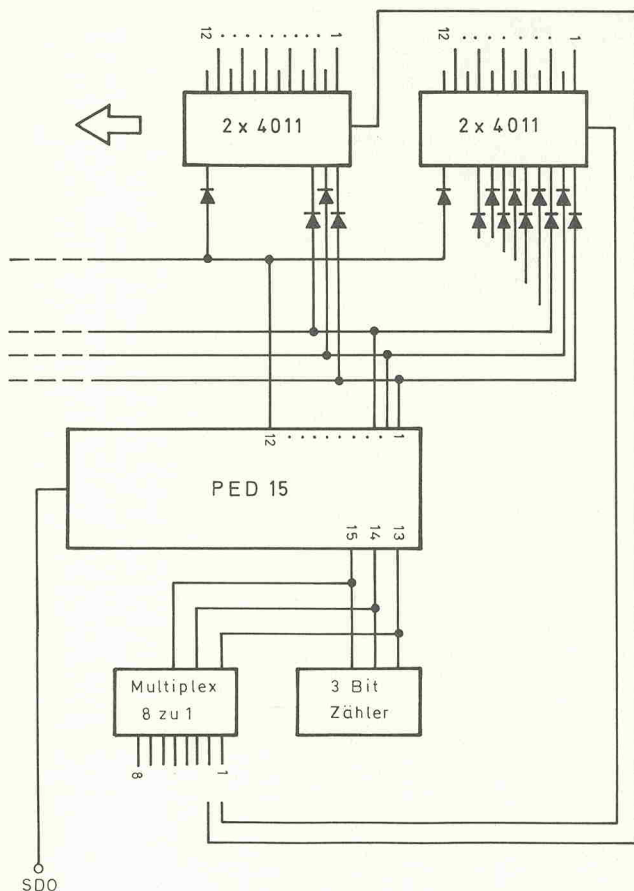 12 . . . . . . . . . . 1
12 . . . . . . . . . . 1
2 x 4011
2 x 4011
12 . . . . . . . . 1
PED 15
15 14 13
Multiplex
8 zu 1
3 Bit
Zähler
8 1
SDO